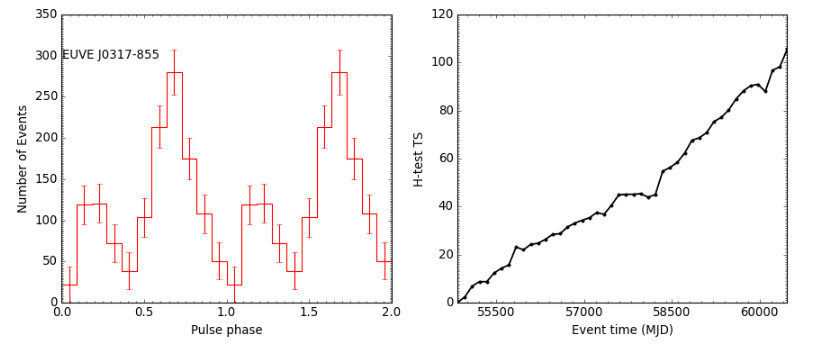 350
300
250
200
150
100
50
0
Number of Events
EUVE J0317-855
0.0 0.5 1.0 1.5 2.0
Pulse phase
120
100
80
60
40
20
0
H-test TS
55500 57000 58500 60000
Event time (MJD)